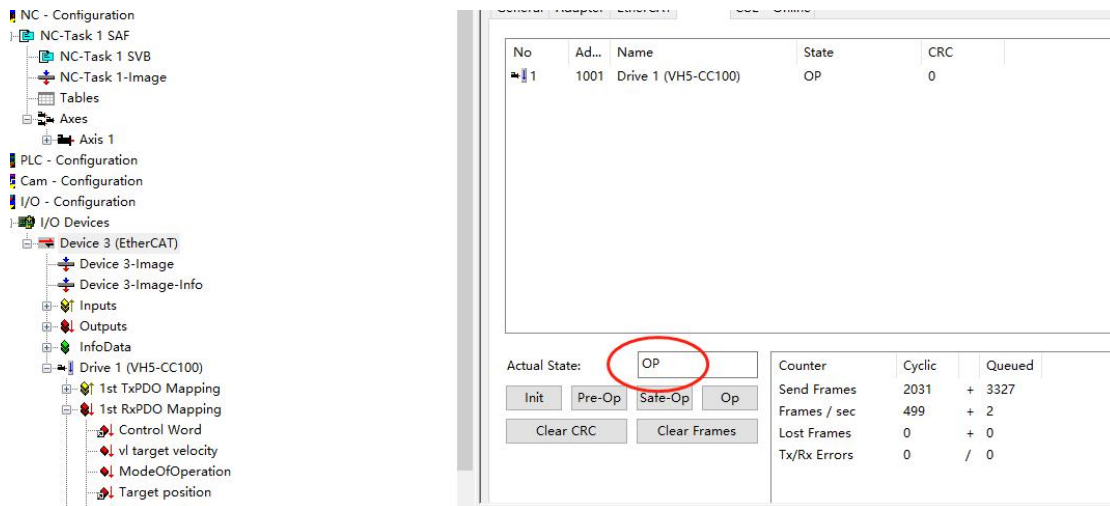 NC - Configuration
NC-Task 1 SAF
NC-Task 1 SVB
NC-Task 1-Image
Tables
Axes
Axis 1
PLC - Configuration
Cam - Configuration
I/O - Configuration
I/O Devices
Device 3 (EtherCAT)
Device 3-Image
Device 3-Image-Info
Inputs
Outputs
InfoData
Drive 1 (VH5-CC100)
1st TxPDO Mapping
1st RxPDO Mapping
Control Word
vl target velocity
ModeOfOperation
Target position
General Adapter EtherCAT Online
No Ad... Name State CRC
1 1001 Drive 1 (VH5-CC100) OP 0
Actual State: OP
Init Pre-Op Safe-Op Op
Clear CRC Clear Frames
Counter Cyclic Queued
Send Frames 2031 + 3327
Frames / sec 499 + 2
Lost Frames 0 + 0
Tx/Rx Errors 0 / 0